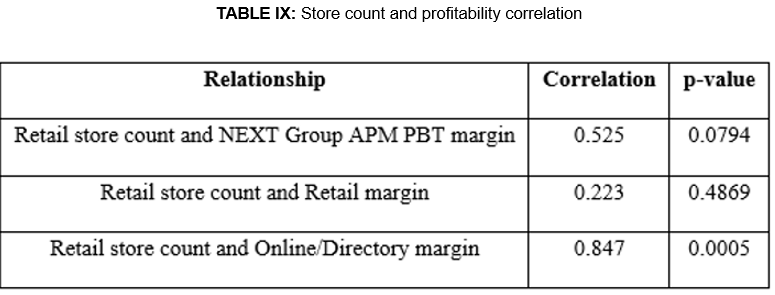 TABLE IX: Store count and profitability correlation
Relationship Correlation p-value
Retail store count and NEXT Group APM PBT margin 0.525 0.0794
Retail store count and Retail margin 0.223 0.4869
Retail store count and Online/Directory margin 0.847 0.0005